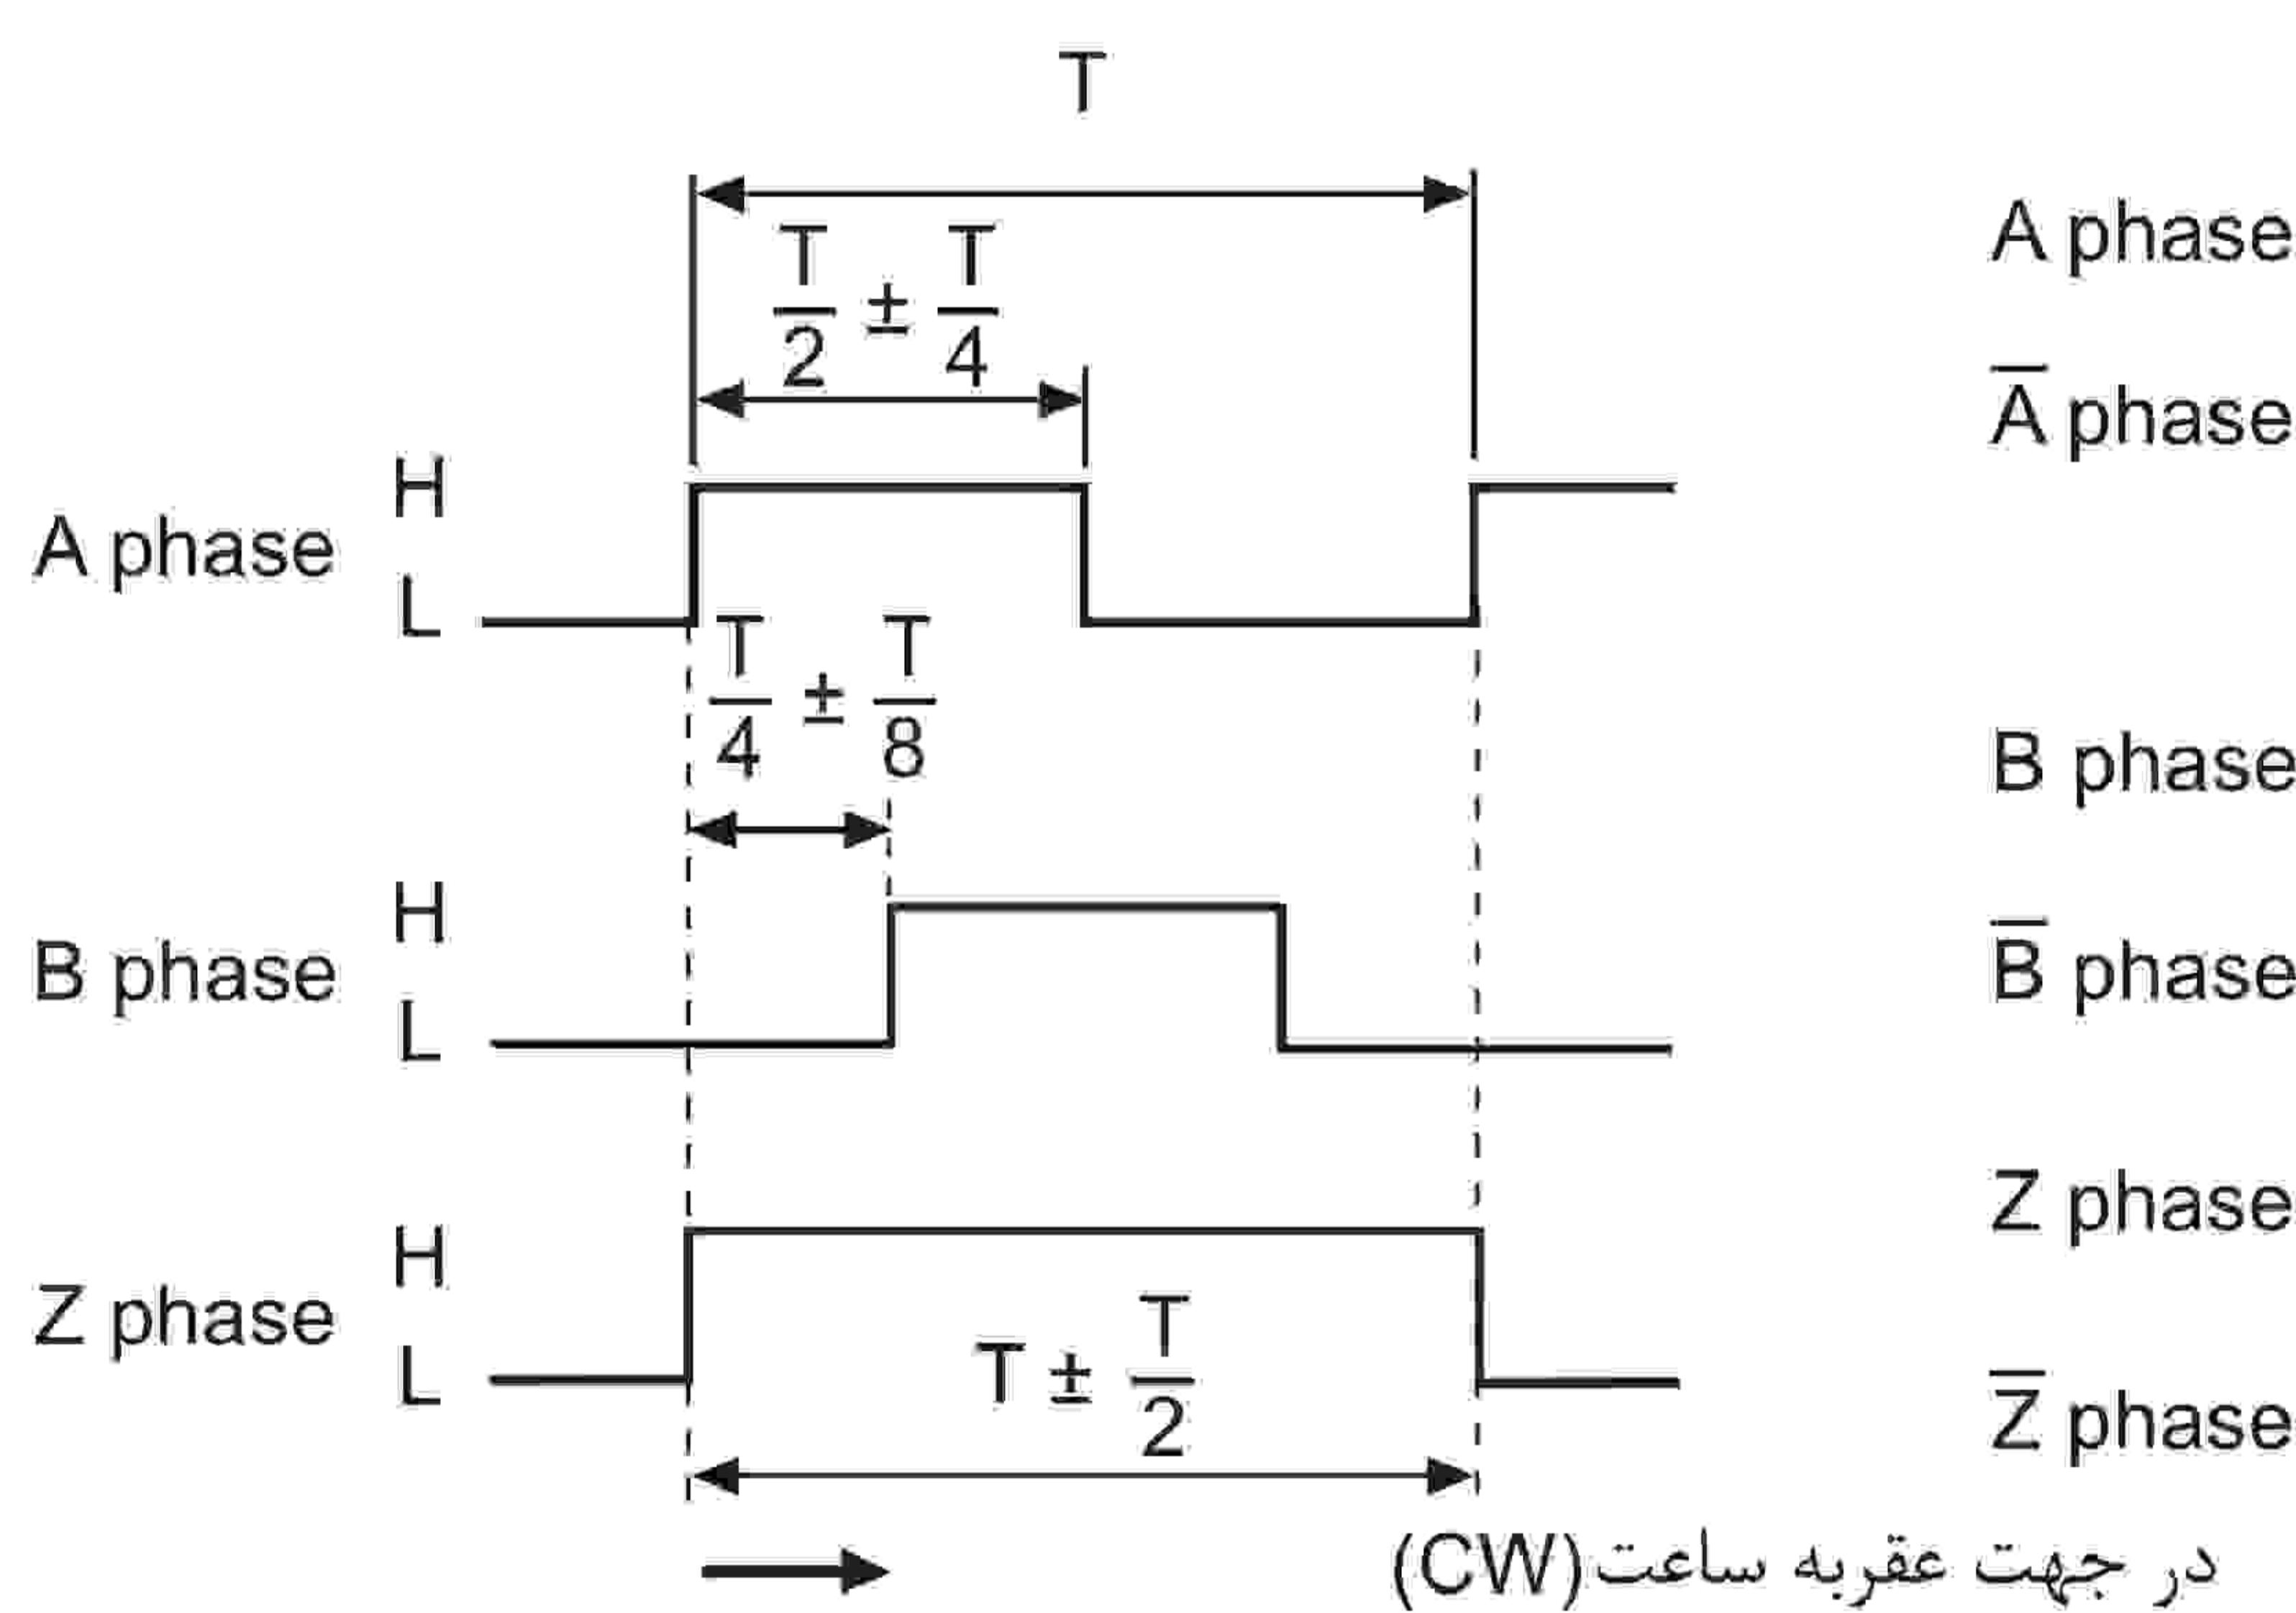 T
T/2 ± T/4
H
A phase
L
T/4 ± T/8
H
B phase
L
H
Z phase
L
T ± T/2
در جهت عقربه ساعت (CW)
A phase
A̅ phase
B phase
B̅ phase
Z phase
Z̅ phase